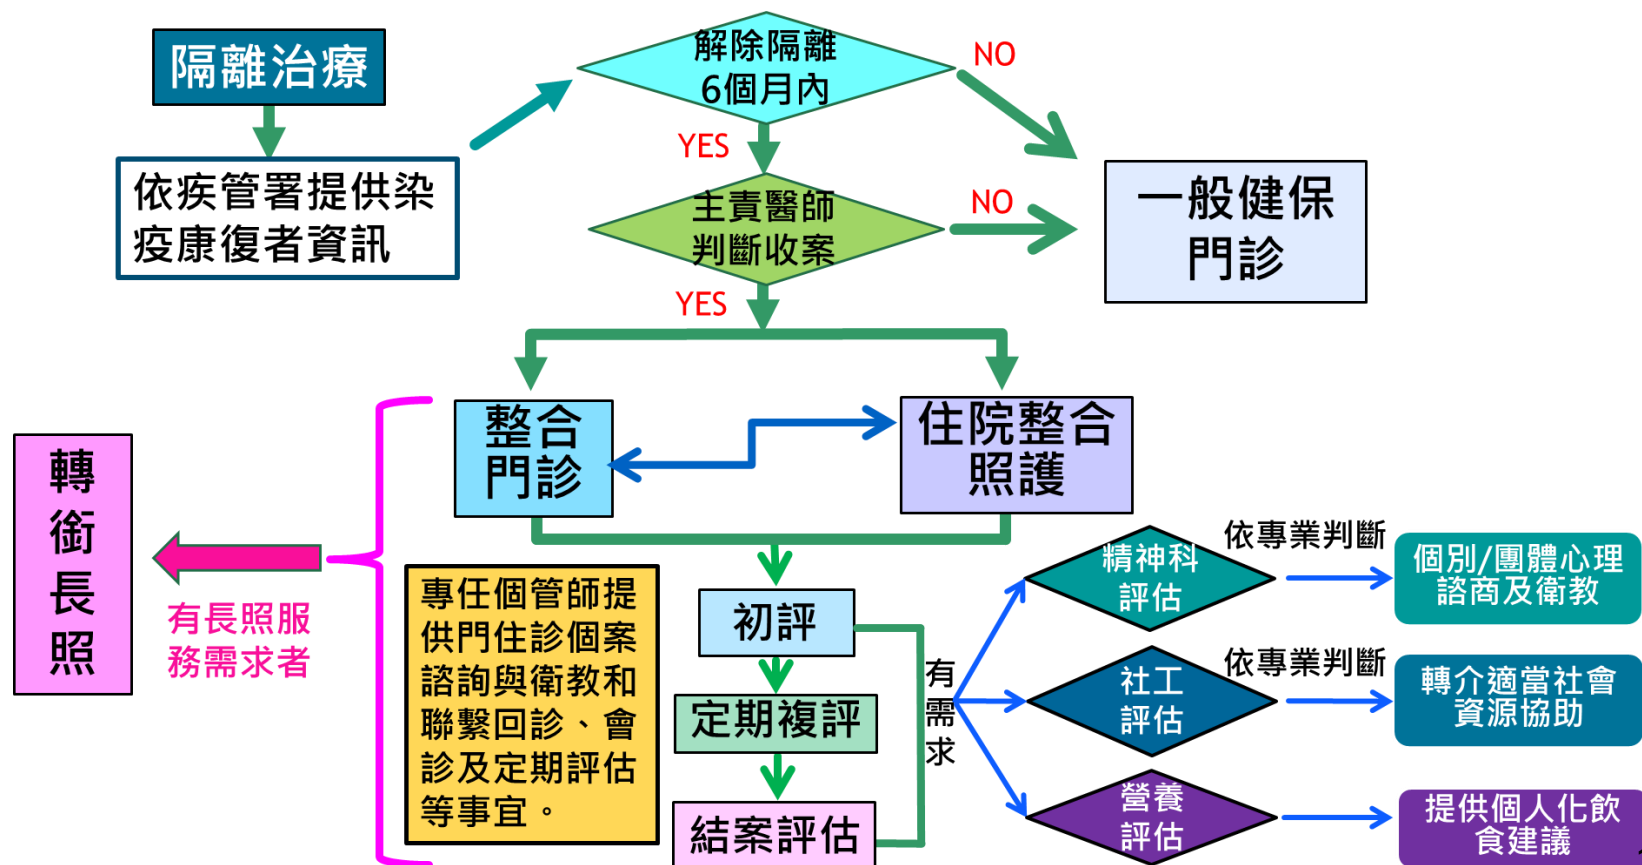 隔離治療
依疾管署提供染
疫康復者資訊
解除隔離
6個月內
NO
YES
主責醫師
判斷收案
NO
YES
一般健保
門診
整合
門診
住院整合
照護
轉
銜
長
照
有長照服
務需求者
專任個管師提
供門住診個案
諮詢與衛教和
聯繫回診、會
診及定期評估
等事宜。
初評
定期複評
結案評估
有
需
求
精神科
評估
依專業判斷
個別/團體心理
諮商及衛教
社工
評估
依專業判斷
轉介適當社會
資源協助
營養
評估
提供個人化飲
食建議